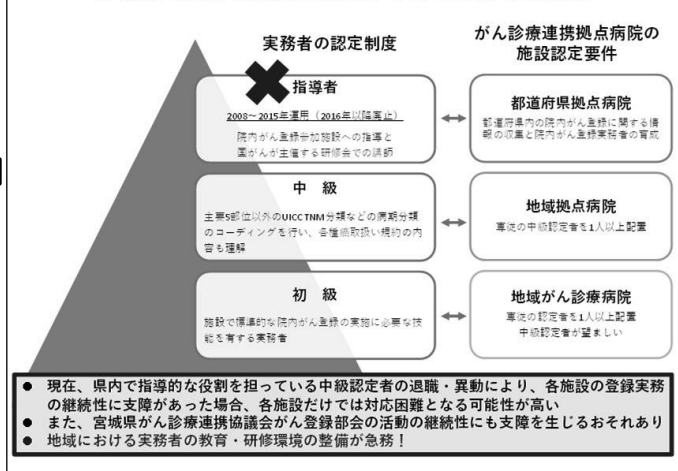 実務者の認定制度
がん診療連携拠点病院の
施設認定要件
指導者
2008～2015年運用（2016年以降廃止）
院内がん登録参加施設への指導と
国がんが主催する研修会での講師
都道府県拠点病院
都道府県内の院内がん登録に関する情
報の収集と院内がん登録実務者の育成
中　級
主要5部位以外のUICC TNM分類などの病期分類
のコーディングを行い、各種癌取扱い規約の内
容も理解
地域拠点病院
専従の中級認定者を1人以上配置
初　級
施設で標準的な院内がん登録の実施に必要な技
能を有する実務者
地域がん診療病院
専従の認定者を1人以上配置
中級認定者が望ましい
● 現在、県内で指導的な役割を担っている中級認定者の退職・異動により、各施設の登録実務
の継続性に支障があった場合、各施設だけでは対応困難となる可能性が高い
● また、宮城県がん診療連携協議会がん登録部会の活動の継続性にも支障を生じるおそれあり
● 地域における実務者の教育・研修環境の整備が急務！